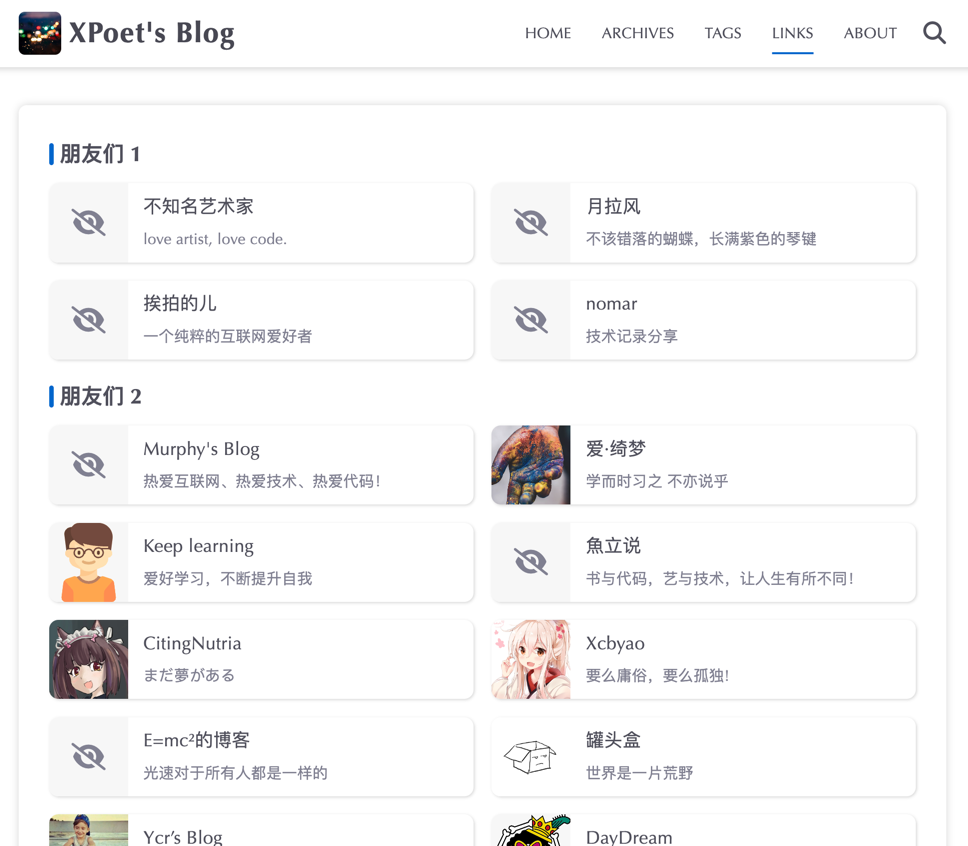 XPoet's Blog
HOME
ARCHIVES
TAGS
LINKS
ABOUT
朋友们 1
不知名艺术家
love artist, love code.
月拉风
不该错落的蝴蝶，长满紫色的琴键
挨拍的儿
一个纯粹的互联网爱好者
nomar
技术记录分享
朋友们 2
Murphy's Blog
热爱互联网、热爱技术、热爱代码！
爱·绮梦
学而时习之 不亦说乎
Keep learning
爱好学习，不断提升自我
魚立说
书与代码，艺与技术，让人生有所不同！
CitingNutria
まだ夢がある
Xcbyao
要么庸俗，要么孤独!
E=mc²的博客
光速对于所有人都是一样的
罐头盒
世界是一片荒野
Ycr’s Blog
DayDream